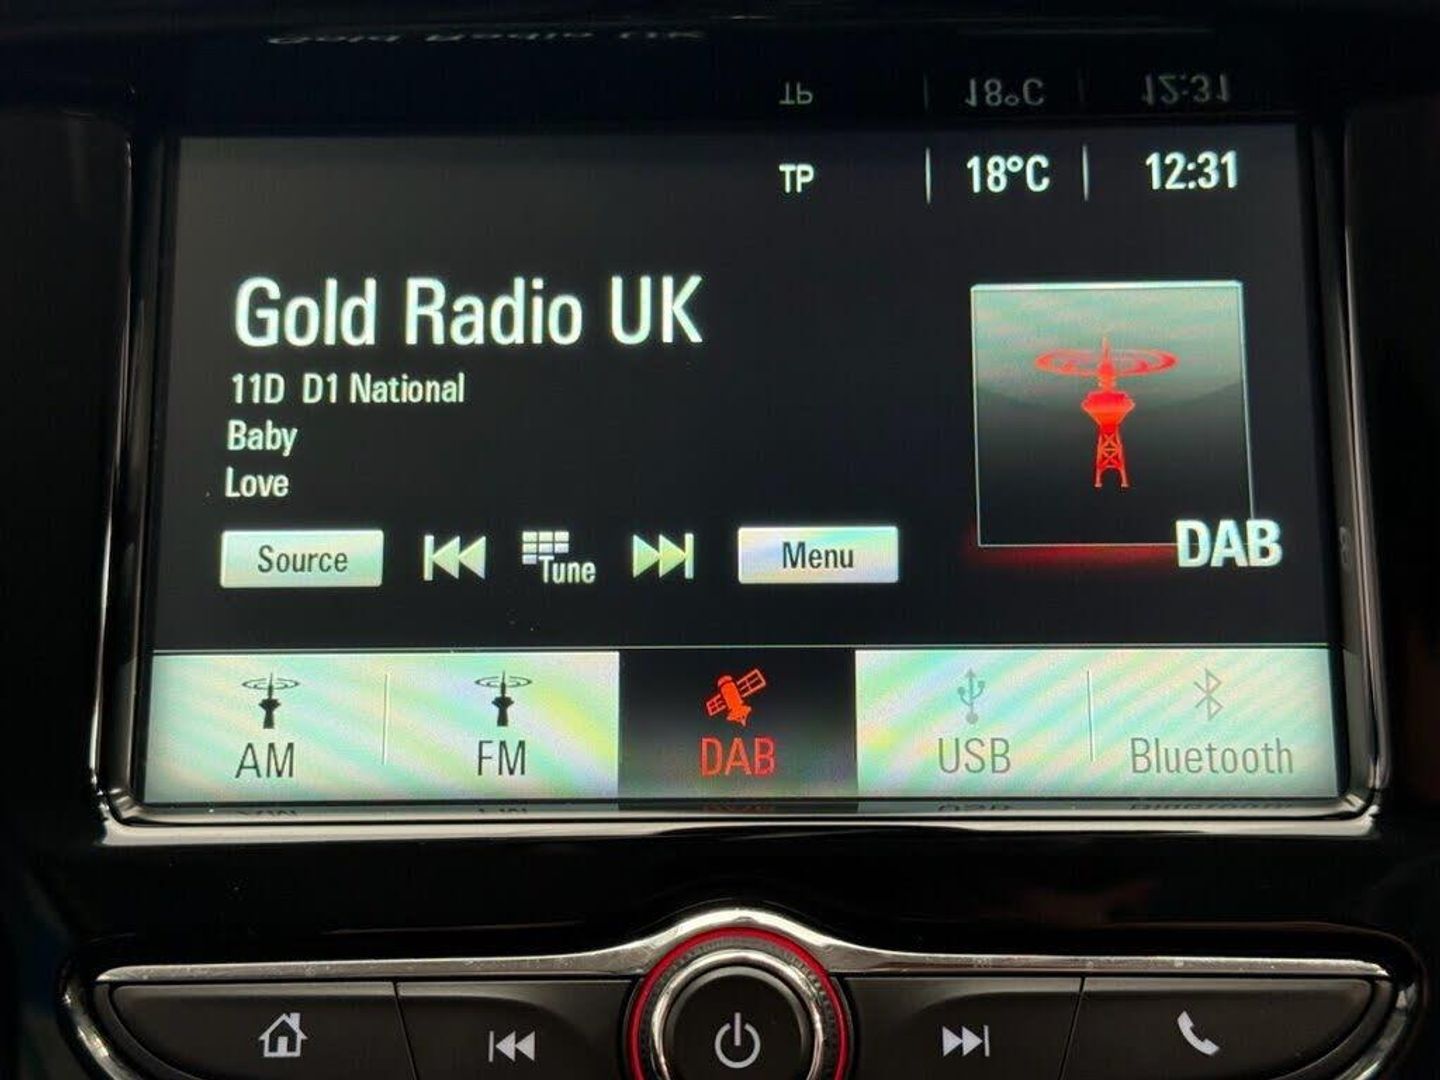 TP 18°C 12:31
Gold Radio UK
11D D1 National
Baby
Love
Source Tune Menu
DAB
AM FM DAB USB Bluetooth